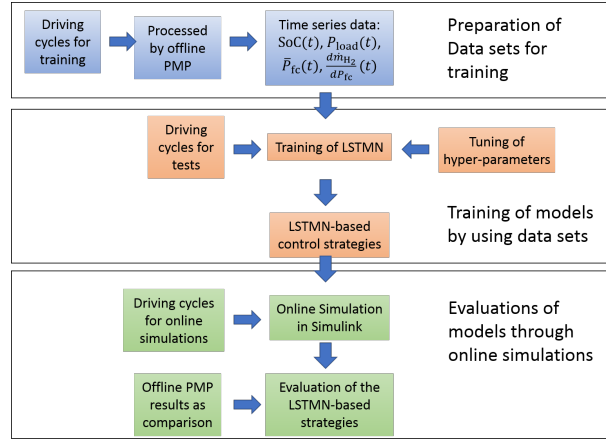 Driving
cycles for
training
Processed
by offline
PMP
Time series data:
SoC(t), P_load(t),
P̄_fc(t), dṁ_H2/dP_fc (t)
Preparation of
Data sets for
training
Driving
cycles for
tests
Training of LSTMN
Tuning of
hyper-parameters
LSTMN-based
control strategies
Training of models
by using data sets
Driving cycles
for online
simulations
Online Simulation
in Simulink
Evaluations of
models through
online simulations
Offline PMP
results as
comparison
Evaluation of the
LSTMN-based
strategies